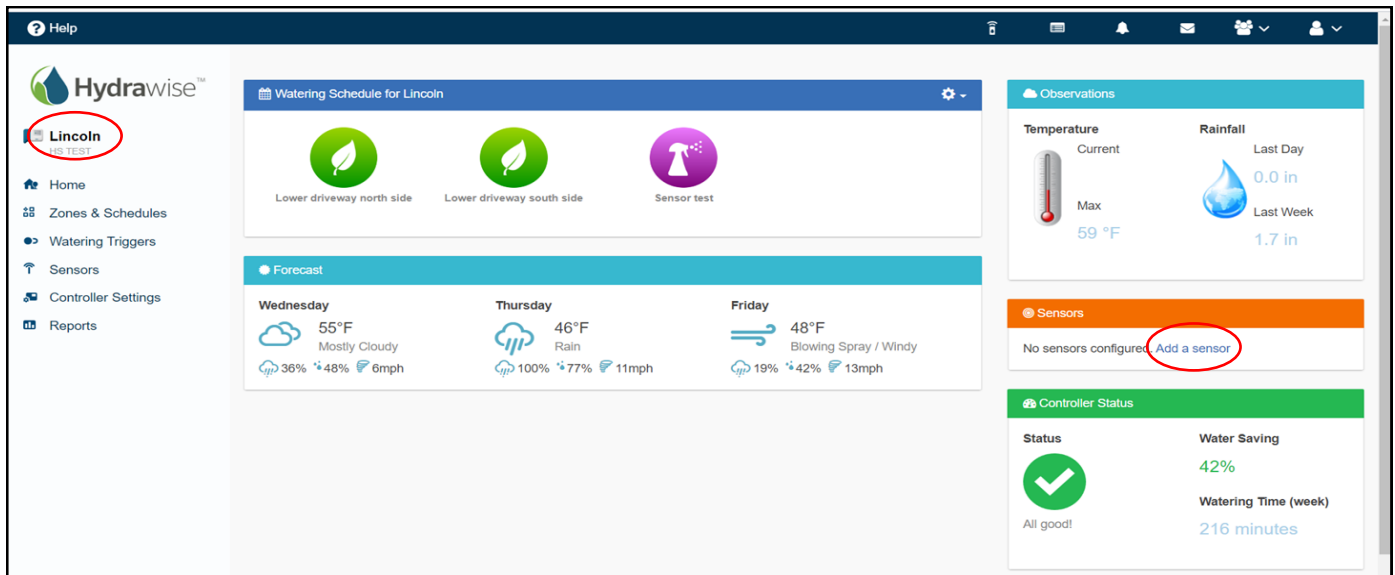 Help
Hydrawise™
Lincoln
HS TEST
Home
Zones & Schedules
Watering Triggers
Sensors
Controller Settings
Reports
Watering Schedule for Lincoln
Lower driveway north side
Lower driveway south side
Sensor test
Forecast
Wednesday
55°F
Mostly Cloudy
36% 48% 6mph
Thursday
46°F
Rain
100% 77% 11mph
Friday
48°F
Blowing Spray / Windy
19% 42% 13mph
Observations
Temperature
Current
Max
59 °F
Rainfall
Last Day
0.0 in
Last Week
1.7 in
Sensors
No sensors configured. Add a sensor
Controller Status
Status
All good!
Water Saving
42%
Watering Time (week)
216 minutes